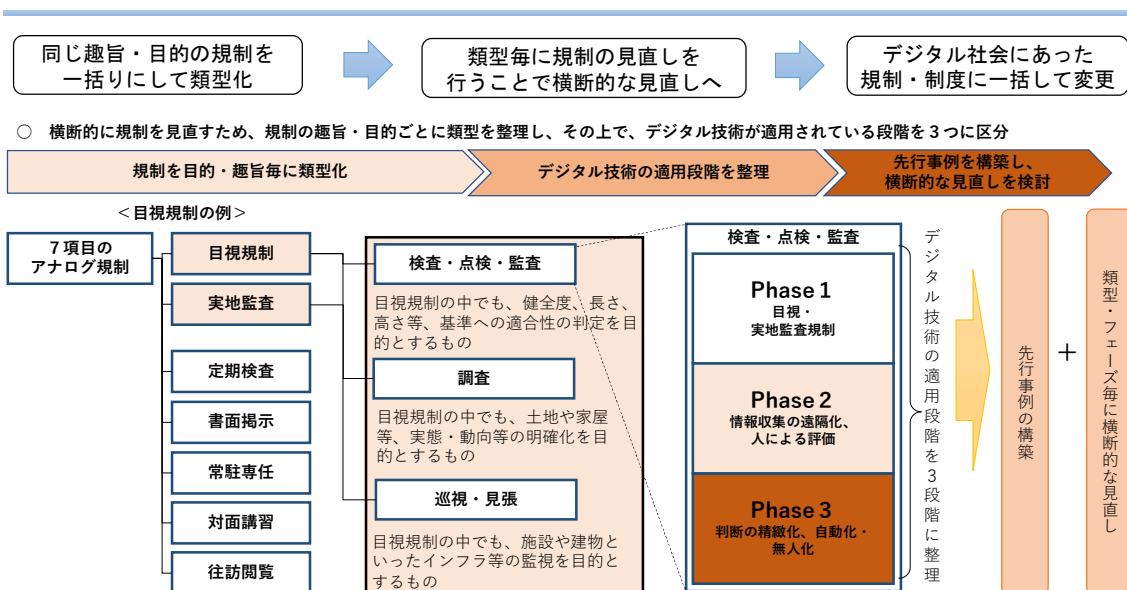 同じ趣旨・目的の規制を
一括りにして類型化
類型毎に規制の見直しを
行うことで横断的な見直しへ
デジタル社会にあった
規制・制度に一括して変更
○ 横断的に規制を見直すため、規制の趣旨・目的ごとに類型を整理し、その上で、デジタル技術が適用されている段階を３つに区分
規制を目的・趣旨毎に類型化
デジタル技術の適用段階を整理
先行事例を構築し、
横断的な見直しを検討
＜目視規制の例＞
７項目の
アナログ規制
目視規制
実地監査
定期検査
書面掲示
常駐専任
対面講習
往訪閲覧
検査・点検・監査
目視規制の中でも、健全度、長さ、
高さ等、基準への適合性の判定を目
的とするもの
調査
目視規制の中でも、土地や家屋
等、実態・動向等の明確化を目
的とするもの
巡視・見張
目視規制の中でも、施設や建物と
いったインフラ等の監視を目的と
するもの
検査・点検・監査
Phase１
目視・
実地監査規制
Phase２
情報収集の遠隔化、
人による評価
Phase３
判断の精緻化、自動化・
無人化
デジタル技術の適用段階を３段階に整理
先行事例の構築
＋
類型・フェーズ毎に横断的な見直し